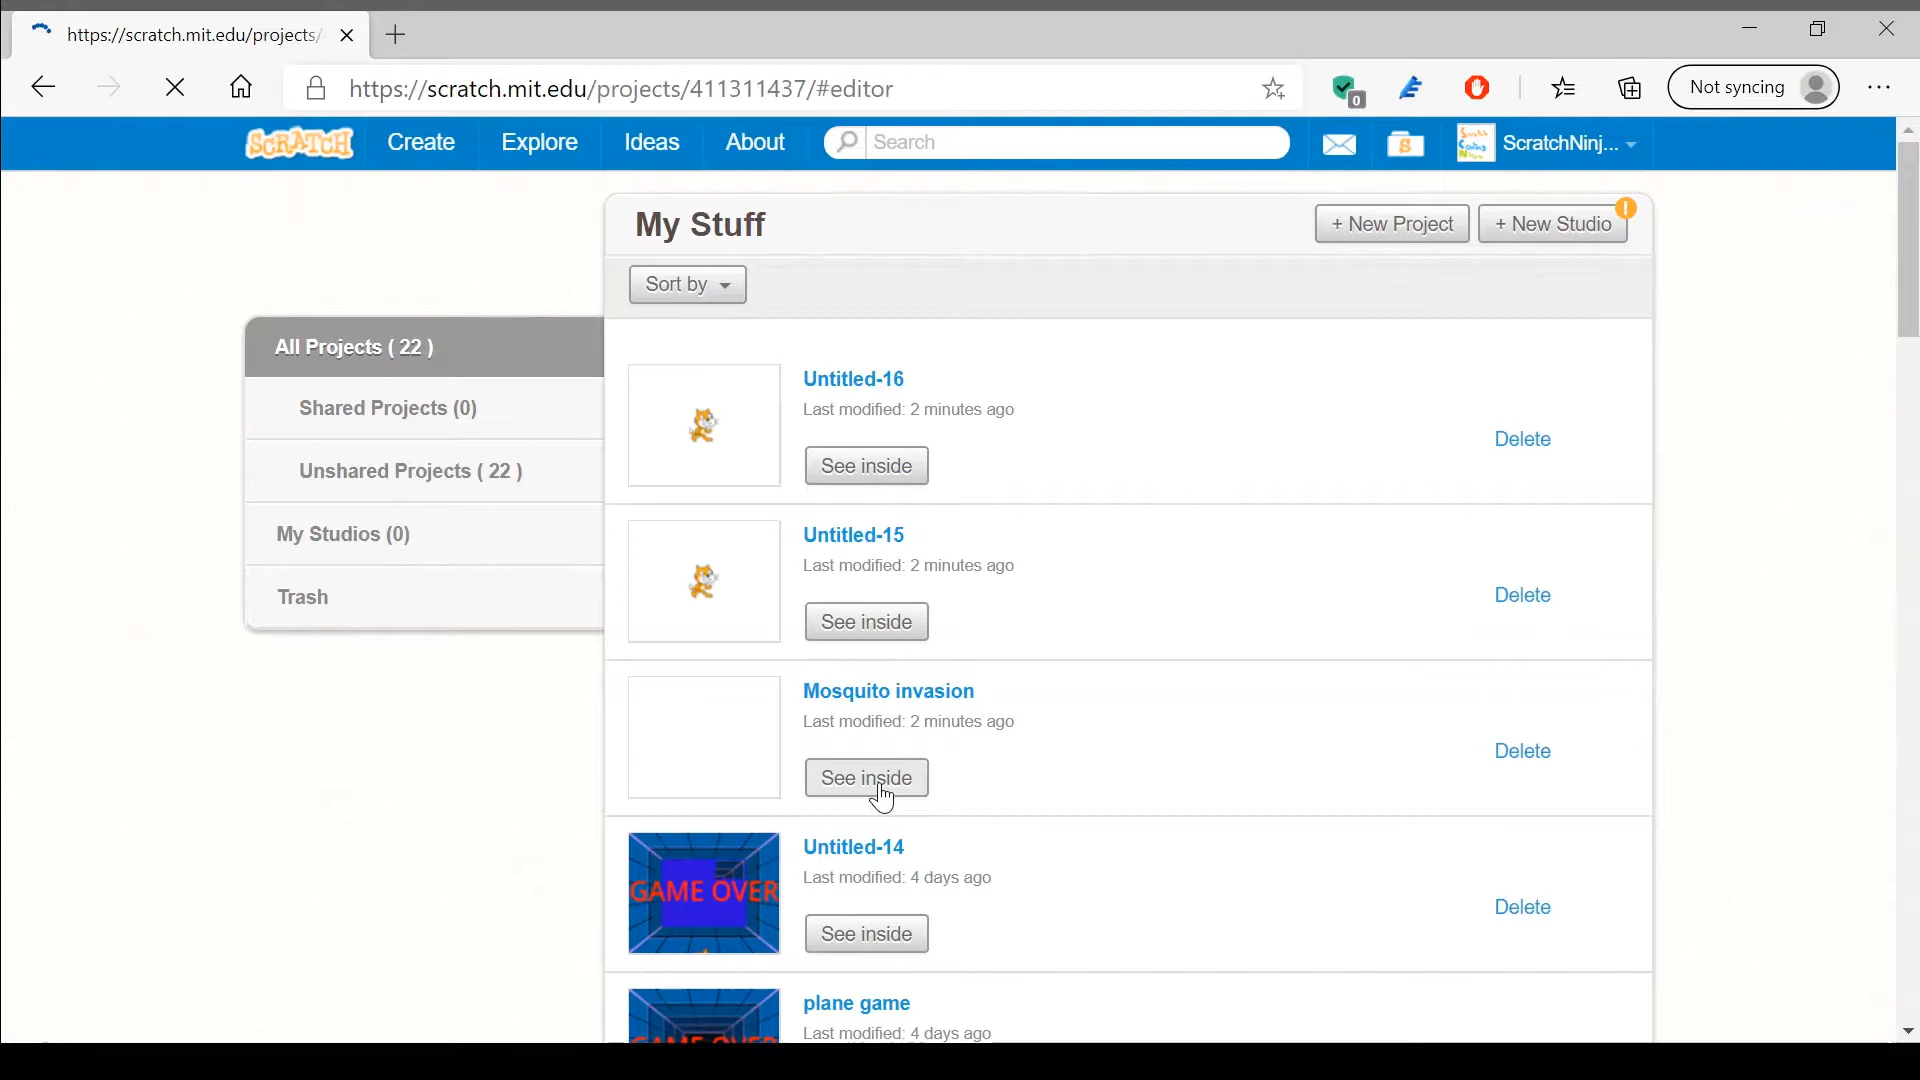 https://scratch.mit.edu/projects/
https://scratch.mit.edu/projects/411311437/#editor
0
Not syncing
SCRATCH
Create
Explore
Ideas
About
Search
S
ScratchNinj...
My Stuff
+ New Project
+ New Studio
!
Sort by
All Projects ( 22 )
Shared Projects (0)
Unshared Projects ( 22 )
My Studios (0)
Trash
Untitled-16
Last modified: 2 minutes ago
See inside
Delete
Untitled-15
Last modified: 2 minutes ago
See inside
Delete
Mosquito invasion
Last modified: 2 minutes ago
See inside
Delete
GAME OVER
Untitled-14
Last modified: 4 days ago
See inside
Delete
GAME OVER
plane game
Last modified: 4 days ago